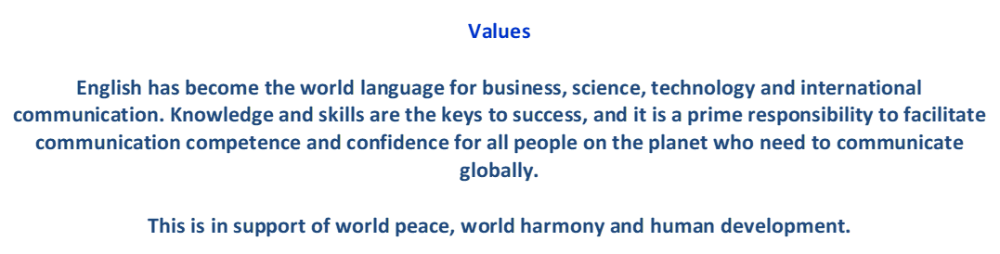 Values
English has become the world language for business, science, technology and international
communication. Knowledge and skills are the keys to success, and it is a prime responsibility to facilitate
communication competence and confidence for all people on the planet who need to communicate
globally.
This is in support of world peace, world harmony and human development.